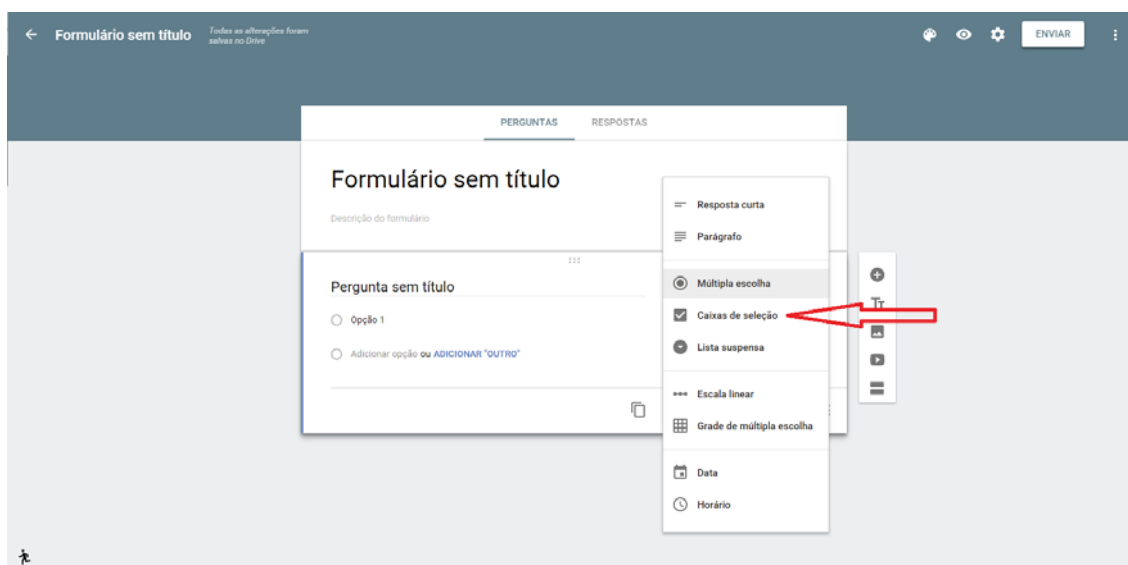 Formulário sem título
Todas as alterações foram
salvas no Drive
ENVIAR
PERGUNTAS
RESPOSTAS
Formulário sem título
Descrição do formulário
Pergunta sem título
Opção 1
Adicionar opção ou ADICIONAR "OUTRO"
Resposta curta
Parágrafo
Múltipla escolha
Caixas de seleção
Lista suspensa
Escala linear
Grade de múltipla escolha
Data
Horário
Tr